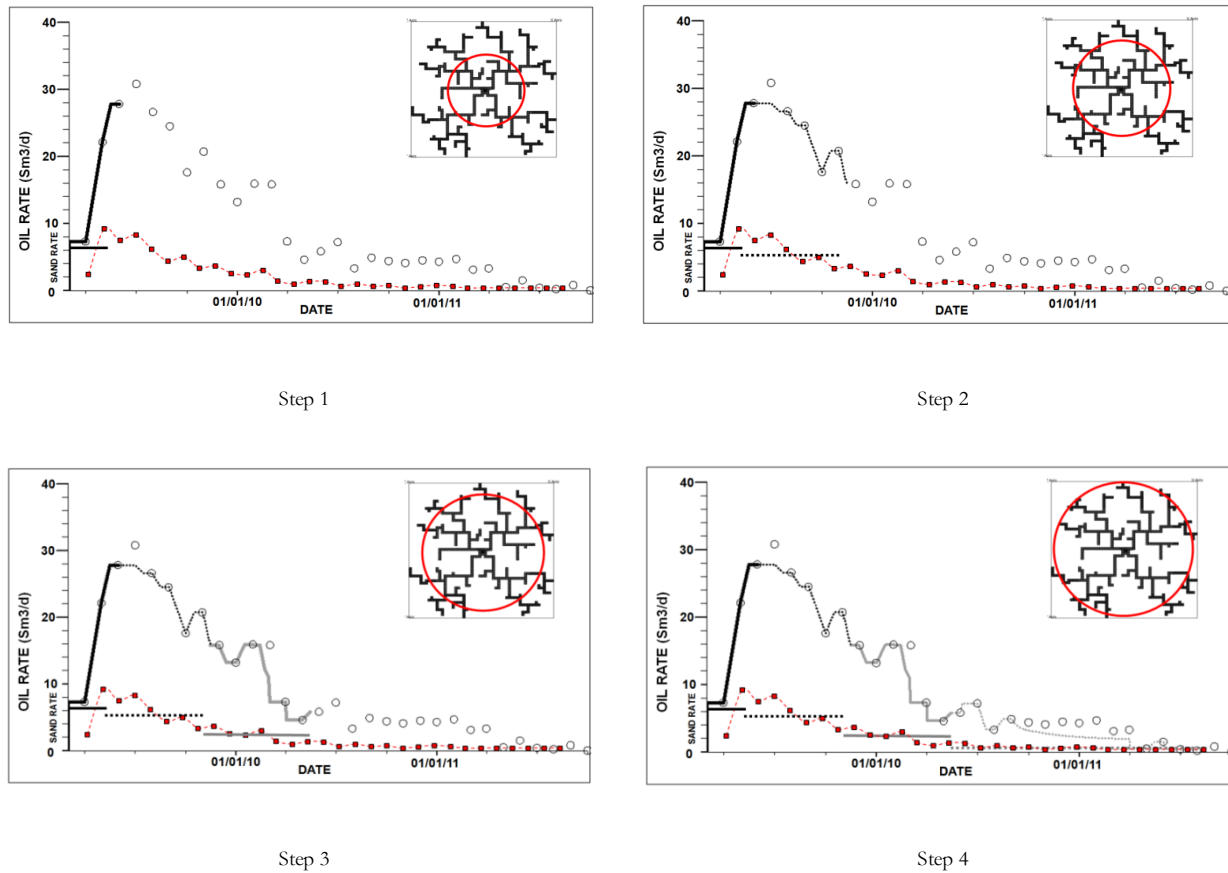 40
30
20
10
0
OIL RATE (Sm3/d)
SAND RATE
01/01/10
01/01/11
DATE
Step 1
40
30
20
10
0
OIL RATE (Sm3/d)
SAND RATE
01/01/10
01/01/11
DATE
Step 2
40
30
20
10
0
OIL RATE (Sm3/d)
SAND RATE
01/01/10
01/01/11
DATE
Step 3
40
30
20
10
0
OIL RATE (Sm3/d)
SAND RATE
01/01/10
01/01/11
DATE
Step 4